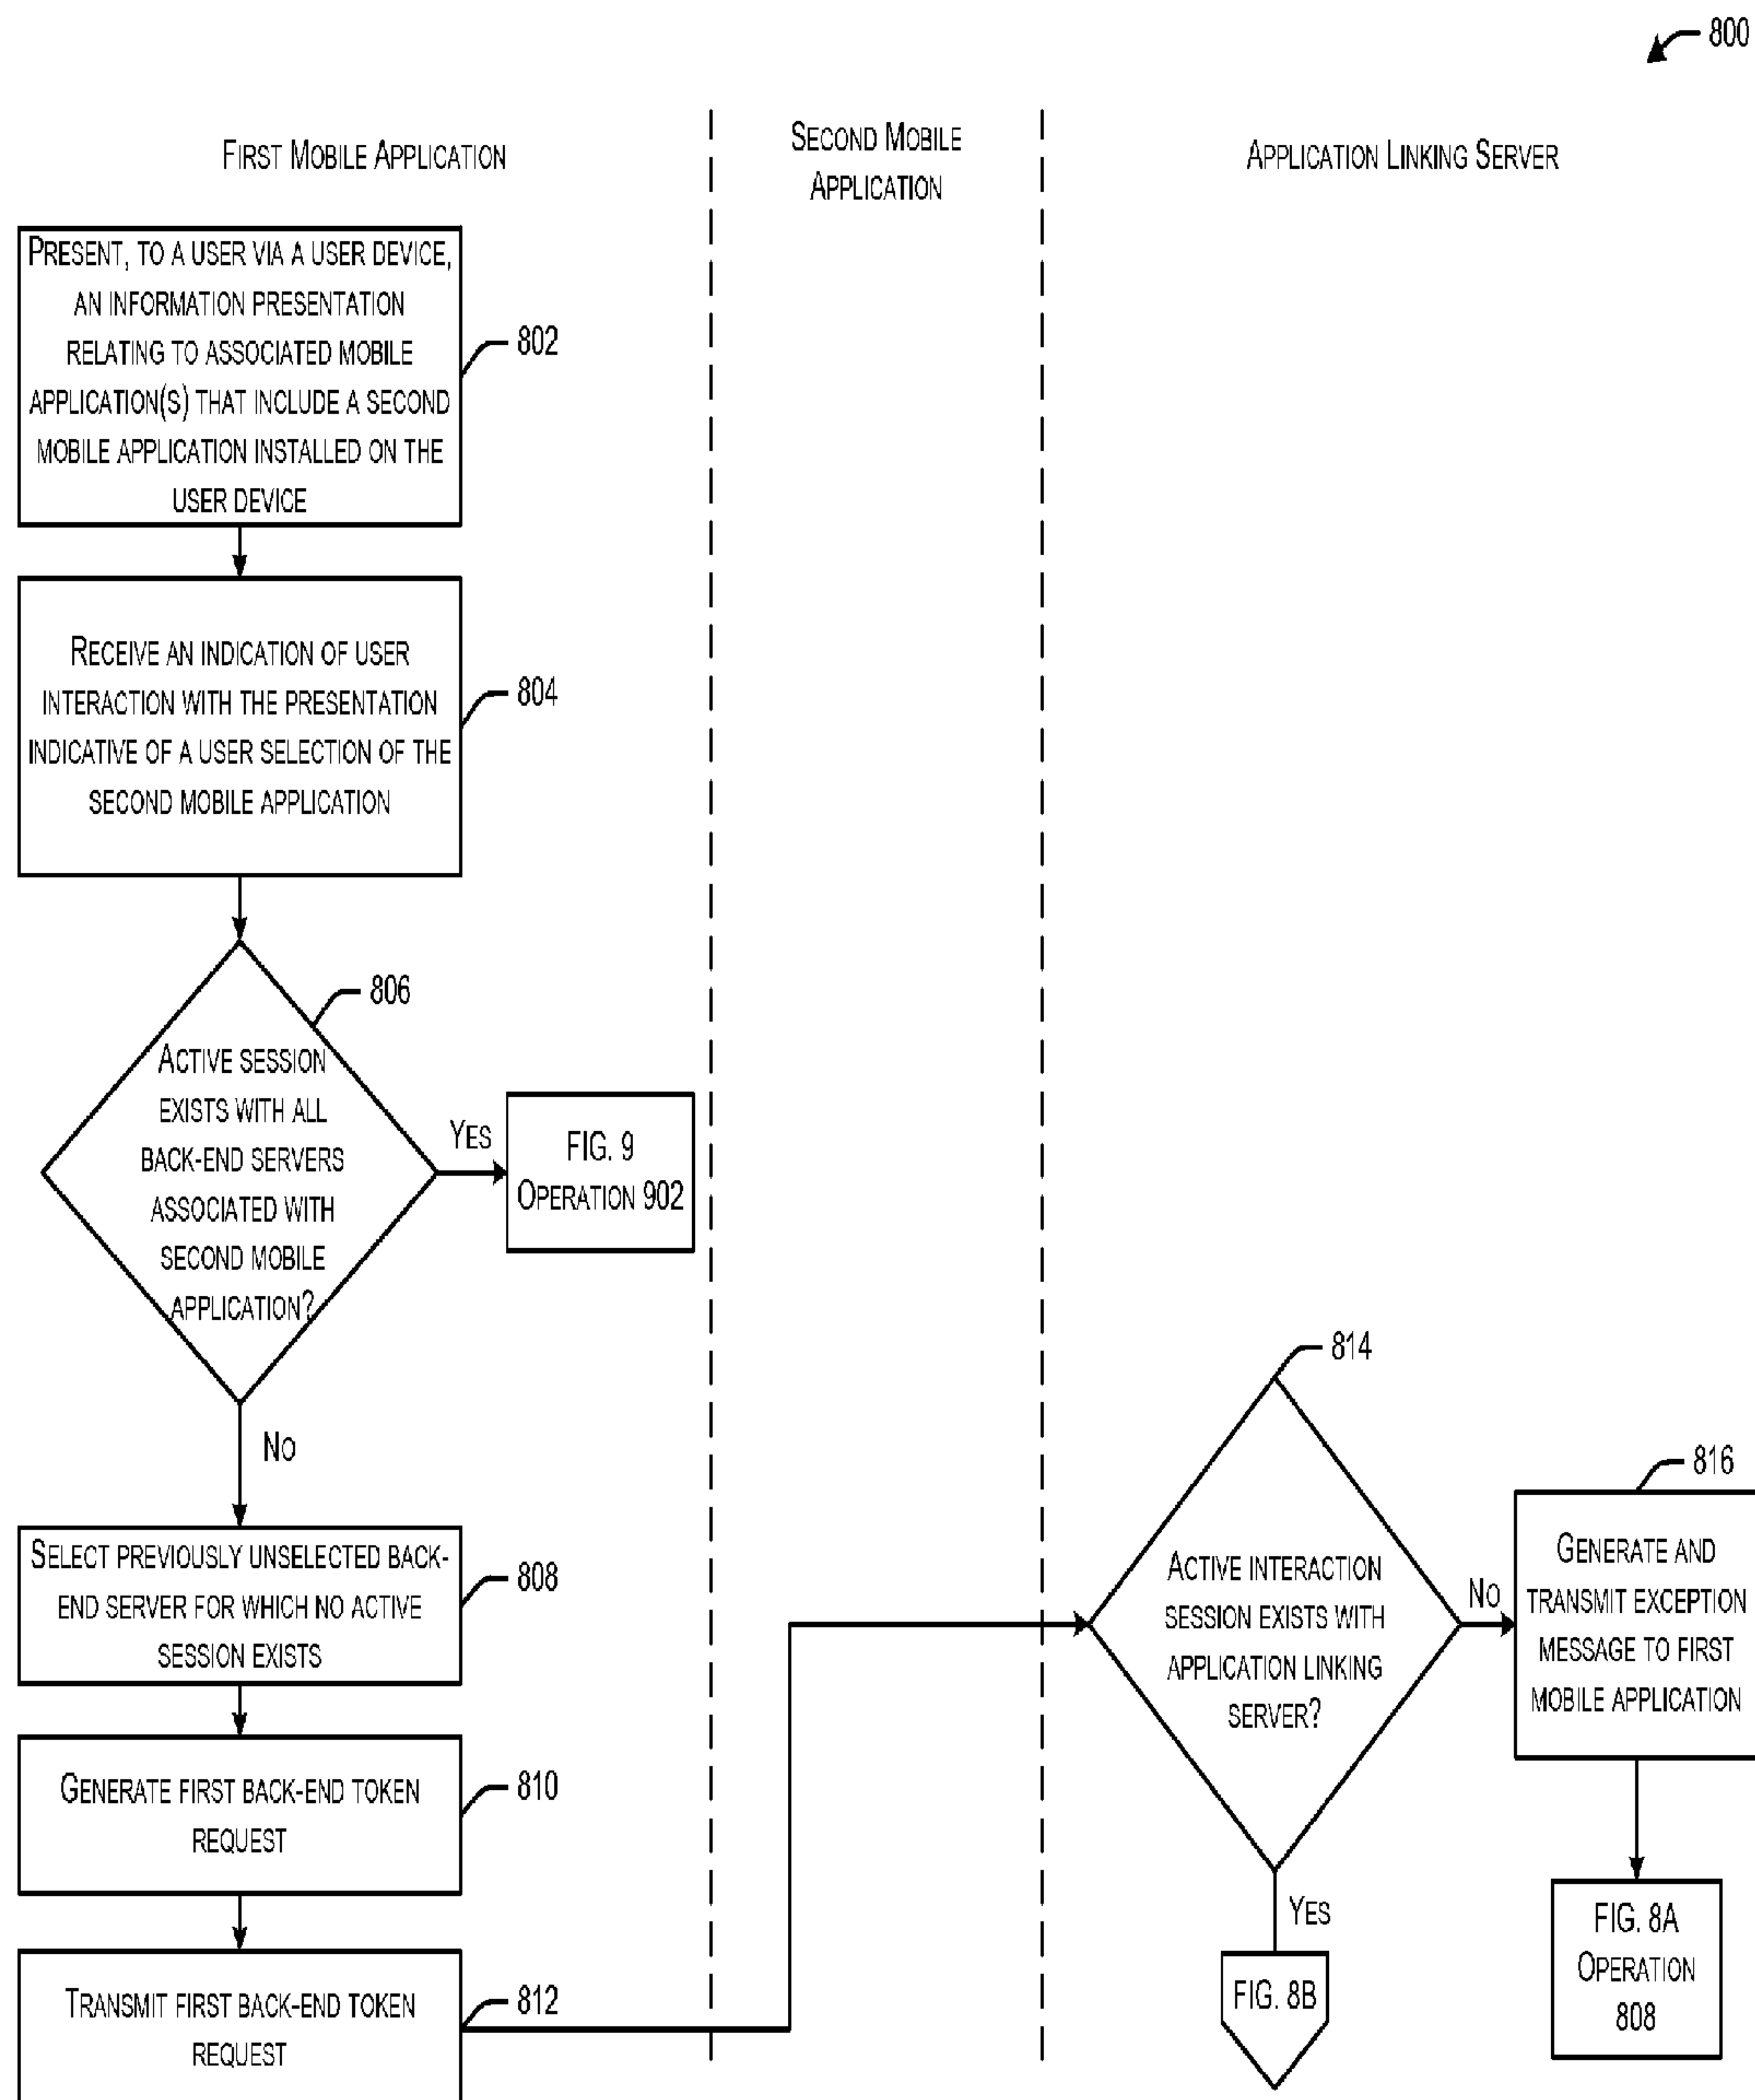 800
First Mobile Application
Second Mobile
Application
Application Linking Server
Present, to a user via a user device,
an information presentation
relating to associated mobile
application(s) that include a second
mobile application installed on the
user device
802
Receive an indication of user
interaction with the presentation
indicative of a user selection of the
second mobile application
804
806
Active session
exists with all
back-end servers
associated with
second mobile
application?
Yes
FIG. 9
Operation 902
No
Select previously unselected back-
end server for which no active
session exists
808
Generate first back-end token
request
810
Transmit first back-end token
request
812
814
Active interaction
session exists with
application linking
server?
No
816
Generate and
transmit exception
message to first
mobile application
Yes
FIG. 8B
FIG. 8A
Operation
808